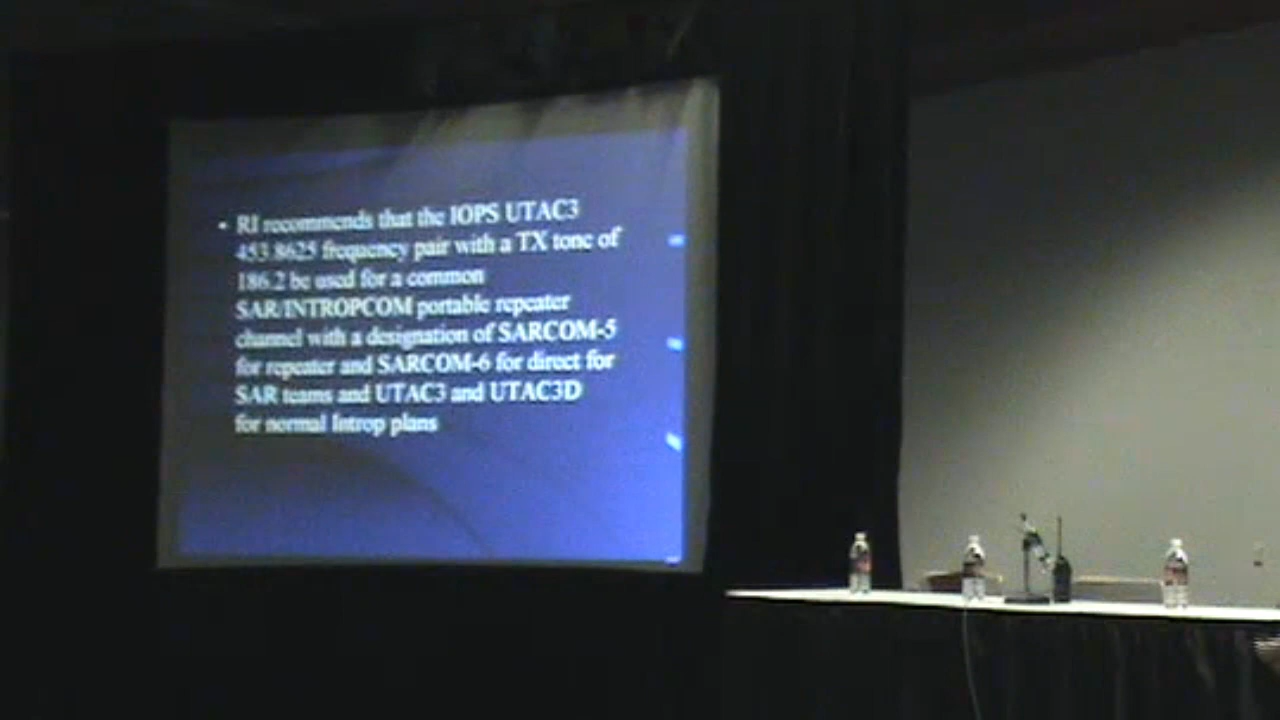 • RI recommends that the IOPS UTAC3
453.8625 frequency pair with a TX tone of
186.2 be used for a common
SAR/INTROPCOM portable repeater
channel with a designation of SARCOM-5
for repeater and SARCOM-6 for direct for
SAR teams and UTAC3 and UTAC3D
for normal Introp plans